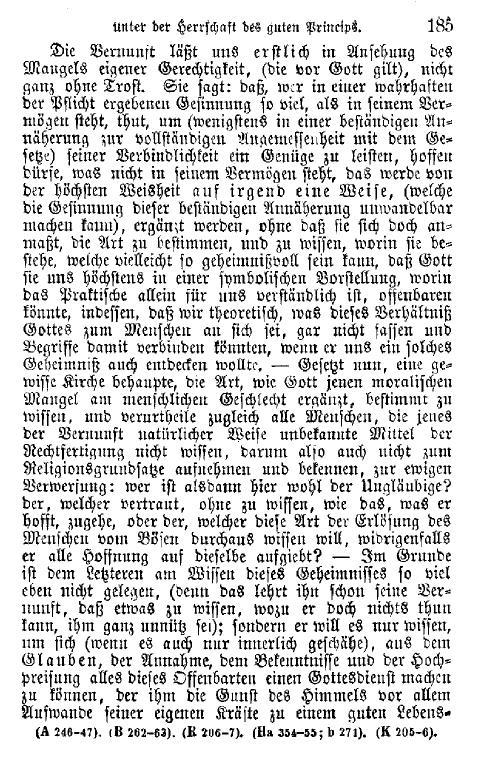 unter der Herrschaft des guten Princips. 185
Die Vernunft läßt uns erstlich in Ansehung des
Mangels eigener Gerechtigkeit, (die vor Gott gilt), nicht
ganz ohne Trost. Sie sagt: daß, wer in einer wahrhaften
der Pflicht ergebenen Gesinnung so viel, als in seinem Ver-
mögen steht, thut, um (wenigstens in einer beständigen An-
näherung zur vollständigen Angemessenheit mit dem Ge-
setze) seiner Verbindlichkeit ein Genüge zu leisten, hoffen
dürfe, was nicht in seinem Vermögen steht, das werde von
der höchsten Weisheit auf irgend eine Weise, (welche
die Gesinnung dieser beständigen Annäherung unwandelbar
machen kann), ergänzt werden, ohne daß sie sich doch an-
maßt, die Art zu bestimmen, und zu wissen, worin sie be-
stehe, welche vielleicht so geheimnißvoll sein kann, daß Gott
sie uns höchstens in einer symbolischen Vorstellung, worin
das Praktische allein für uns verständlich ist, offenbaren
könnte, indessen, daß wir theoretisch, was dieses Verhältniß
Gottes zum Menschen an sich sei, gar nicht fassen und
Begriffe damit verbinden könnten, wenn er uns ein solches
Geheimniß auch entdecken wollte. — Gesetzt nun, eine ge-
wisse Kirche behaupte, die Art, wie Gott jenen moralischen
Mangel am menschlichen Geschlecht ergänzt, bestimmt zu
wissen, und verurtheile zugleich alle Menschen, die jenes
der Vernunft natürlicher Weise unbekannte Mittel der
Rechtfertigung nicht wissen, darum also auch nicht zum
Religionsgrundsatze aufnehmen und bekennen, zur ewigen
Verwerfung: wer ist alsdann hier wohl der Ungläubige?
der, welcher vertraut, ohne zu wissen, wie das, was er
hofft, zugehe, oder der, welcher diese Art der Erlösung des
Menschen vom Bösen durchaus wissen will, widrigenfalls
er alle Hoffnung auf dieselbe aufgiebt? — Im Grunde
ist dem Letzteren am Wissen dieses Geheimnisses so viel
eben nicht gelegen, (denn das lehrt ihn schon seine Ver-
nunft, daß etwas zu wissen, wozu er doch nichts thun
kann, ihm ganz unnütz sei); sondern er will es nur wissen,
um sich (wenn es auch nur innerlich geschähe), aus dem
Glauben, der Annahme, dem Bekenntnisse und der Hoch-
preisung alles dieses Offenbarten einen Gottesdienst machen
zu können, der ihm die Gunst des Himmels vor allem
Aufwande seiner eigenen Kräfte zu einem guten Lebens-
(A 246-47). (B 262-63). (R 206-7). (Ha 354-55; b 271). (K 205-6).